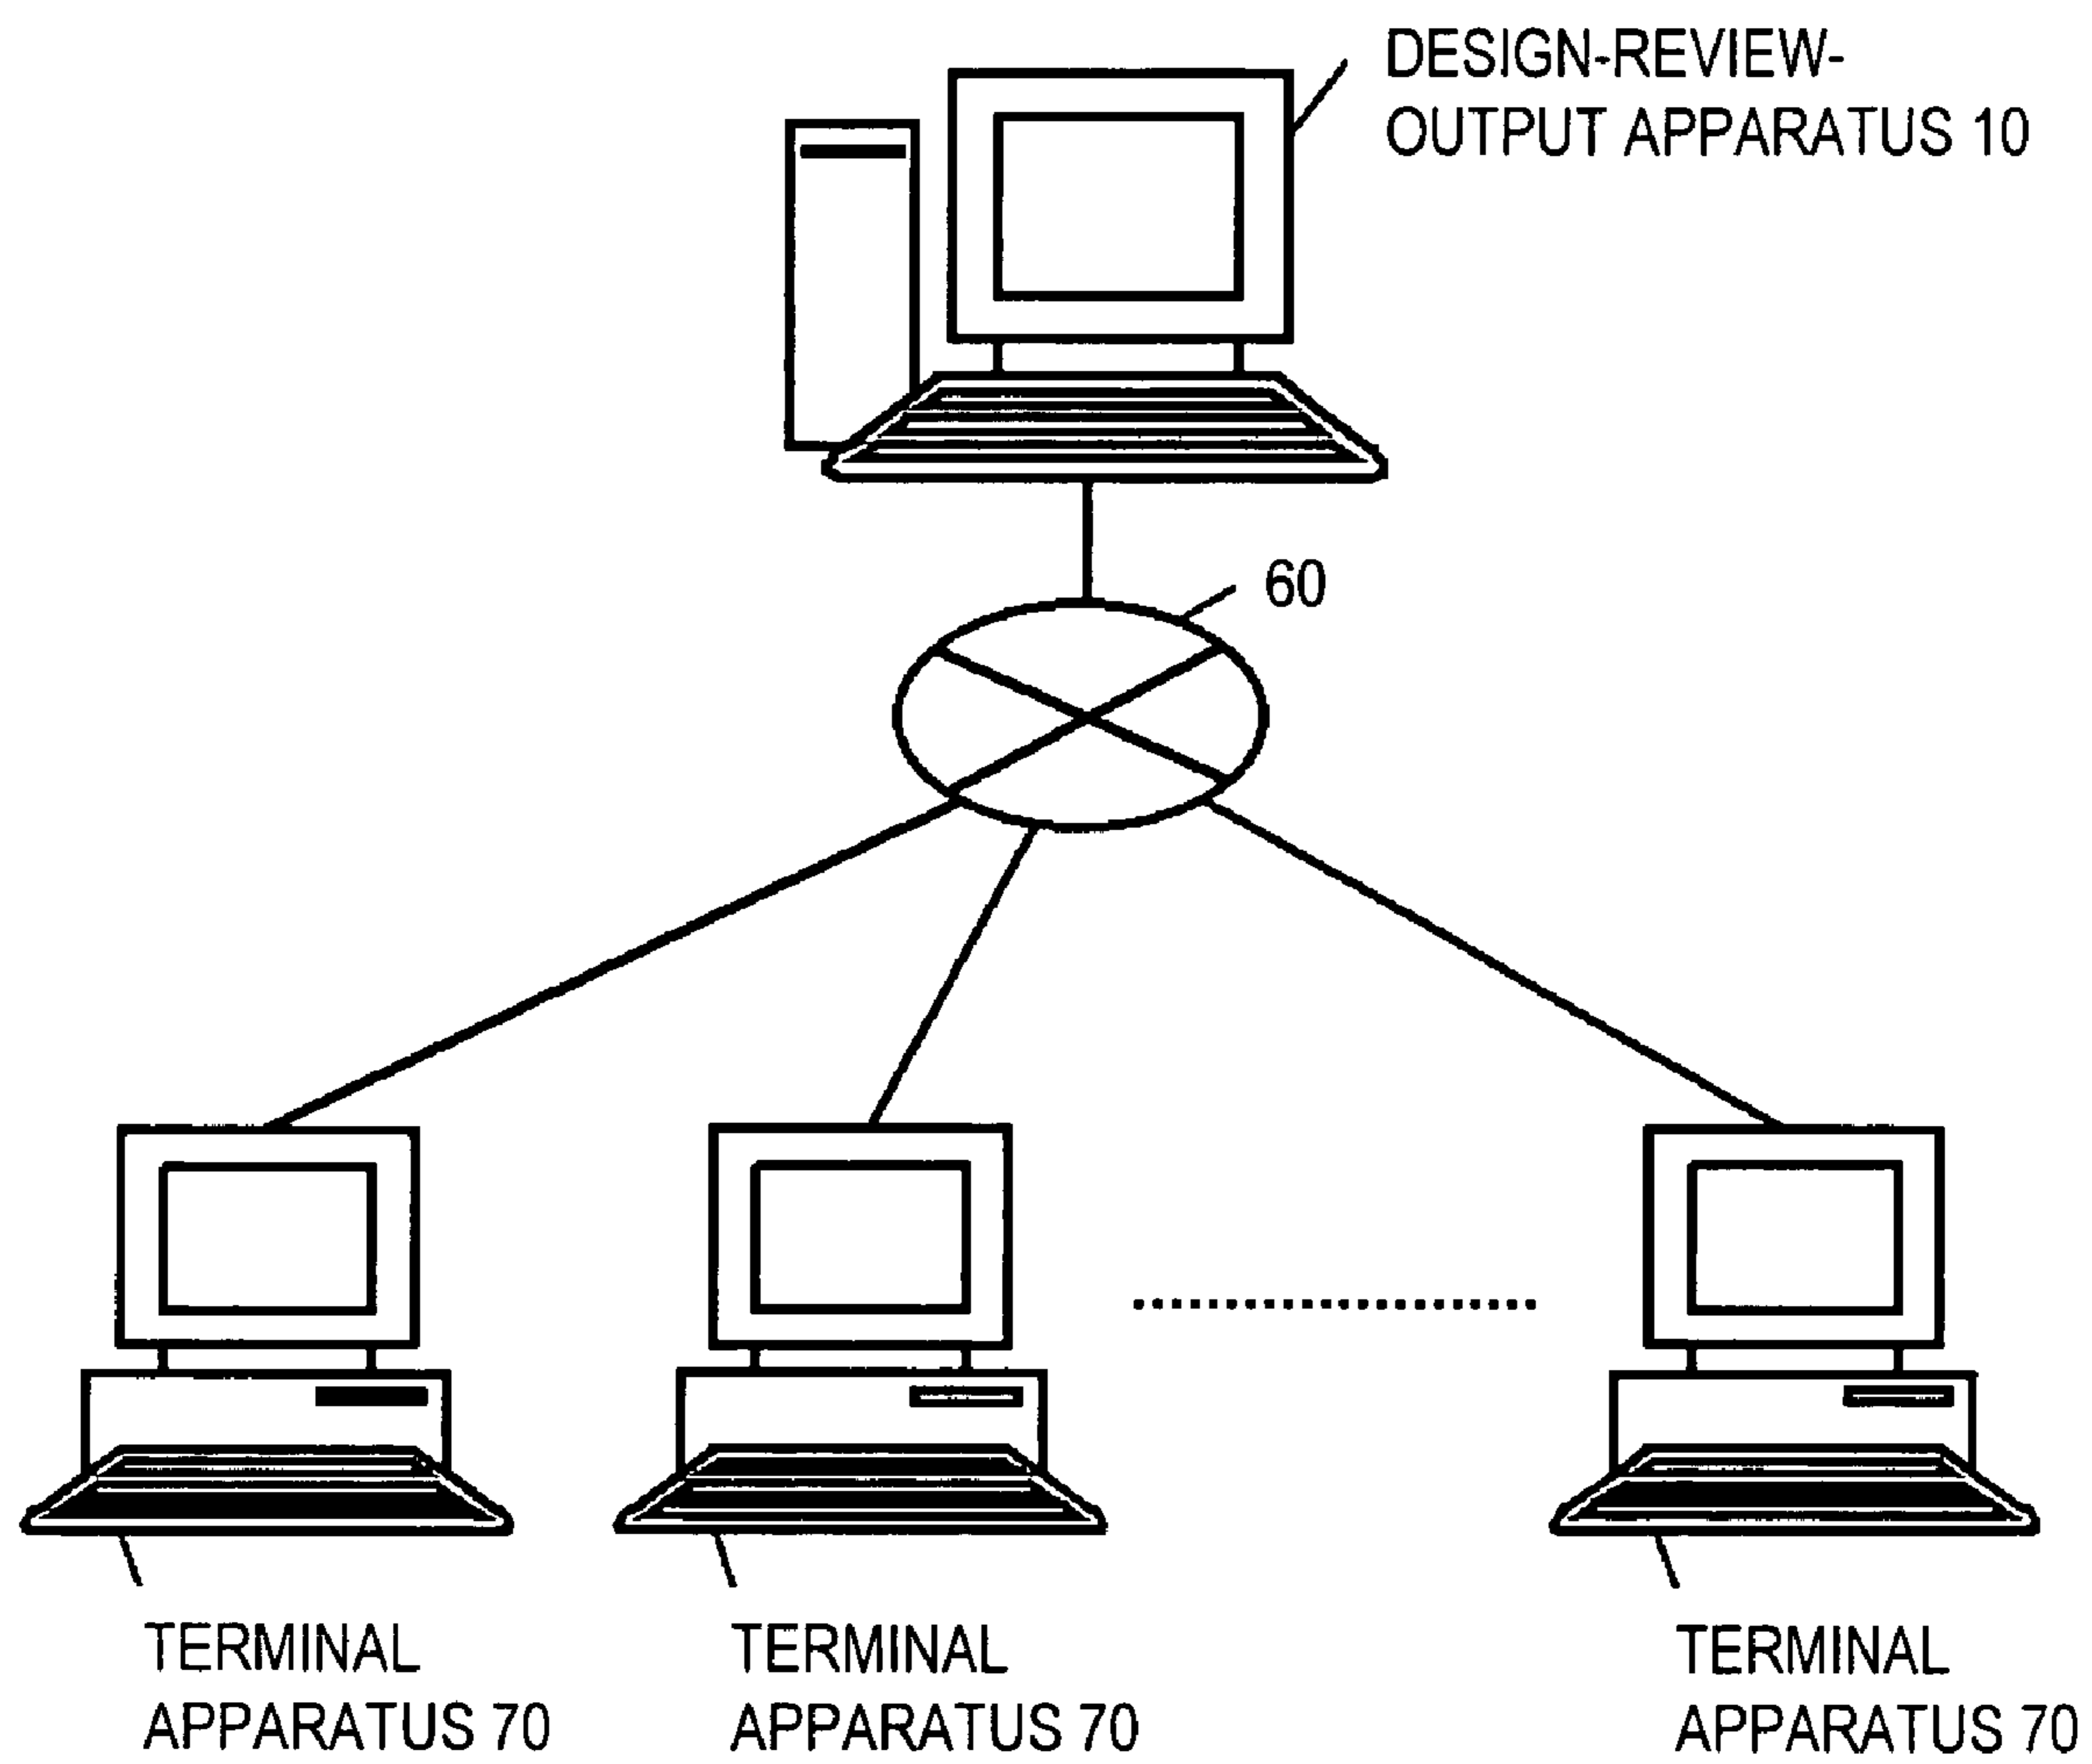 DESIGN-REVIEW-
OUTPUT APPARATUS 10
60
TERMINAL
APPARATUS 70
TERMINAL
APPARATUS 70
TERMINAL
APPARATUS 70